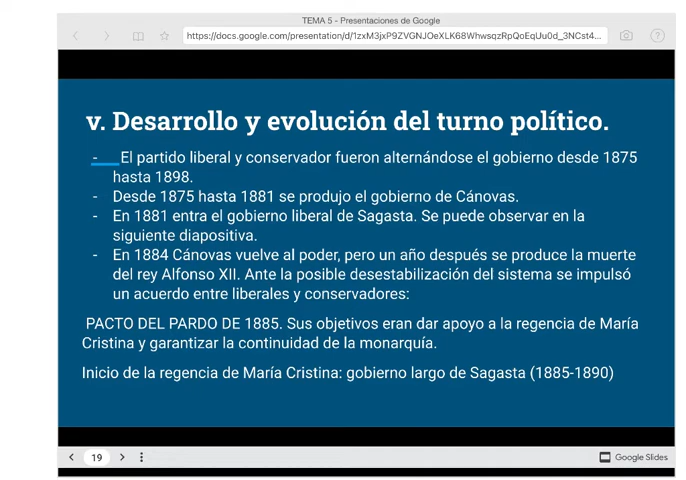 TEMA 5 - Presentaciones de Google
https://docs.google.com/presentation/d/1zxM3jxP9ZVGNJOeXLK68WhwsqzRpQoEqUu0d_3NCst4...
v. Desarrollo y evolución del turno político.
- El partido liberal y conservador fueron alternándose el gobierno desde 1875
hasta 1898.
- Desde 1875 hasta 1881 se produjo el gobierno de Cánovas.
- En 1881 entra el gobierno liberal de Sagasta. Se puede observar en la
siguiente diapositiva.
- En 1884 Cánovas vuelve al poder, pero un año después se produce la muerte
del rey Alfonso XII. Ante la posible desestabilización del sistema se impulsó
un acuerdo entre liberales y conservadores:
PACTO DEL PARDO DE 1885. Sus objetivos eran dar apoyo a la regencia de María
Cristina y garantizar la continuidad de la monarquía.
Inicio de la regencia de María Cristina: gobierno largo de Sagasta (1885-1890)
19
Google Slides